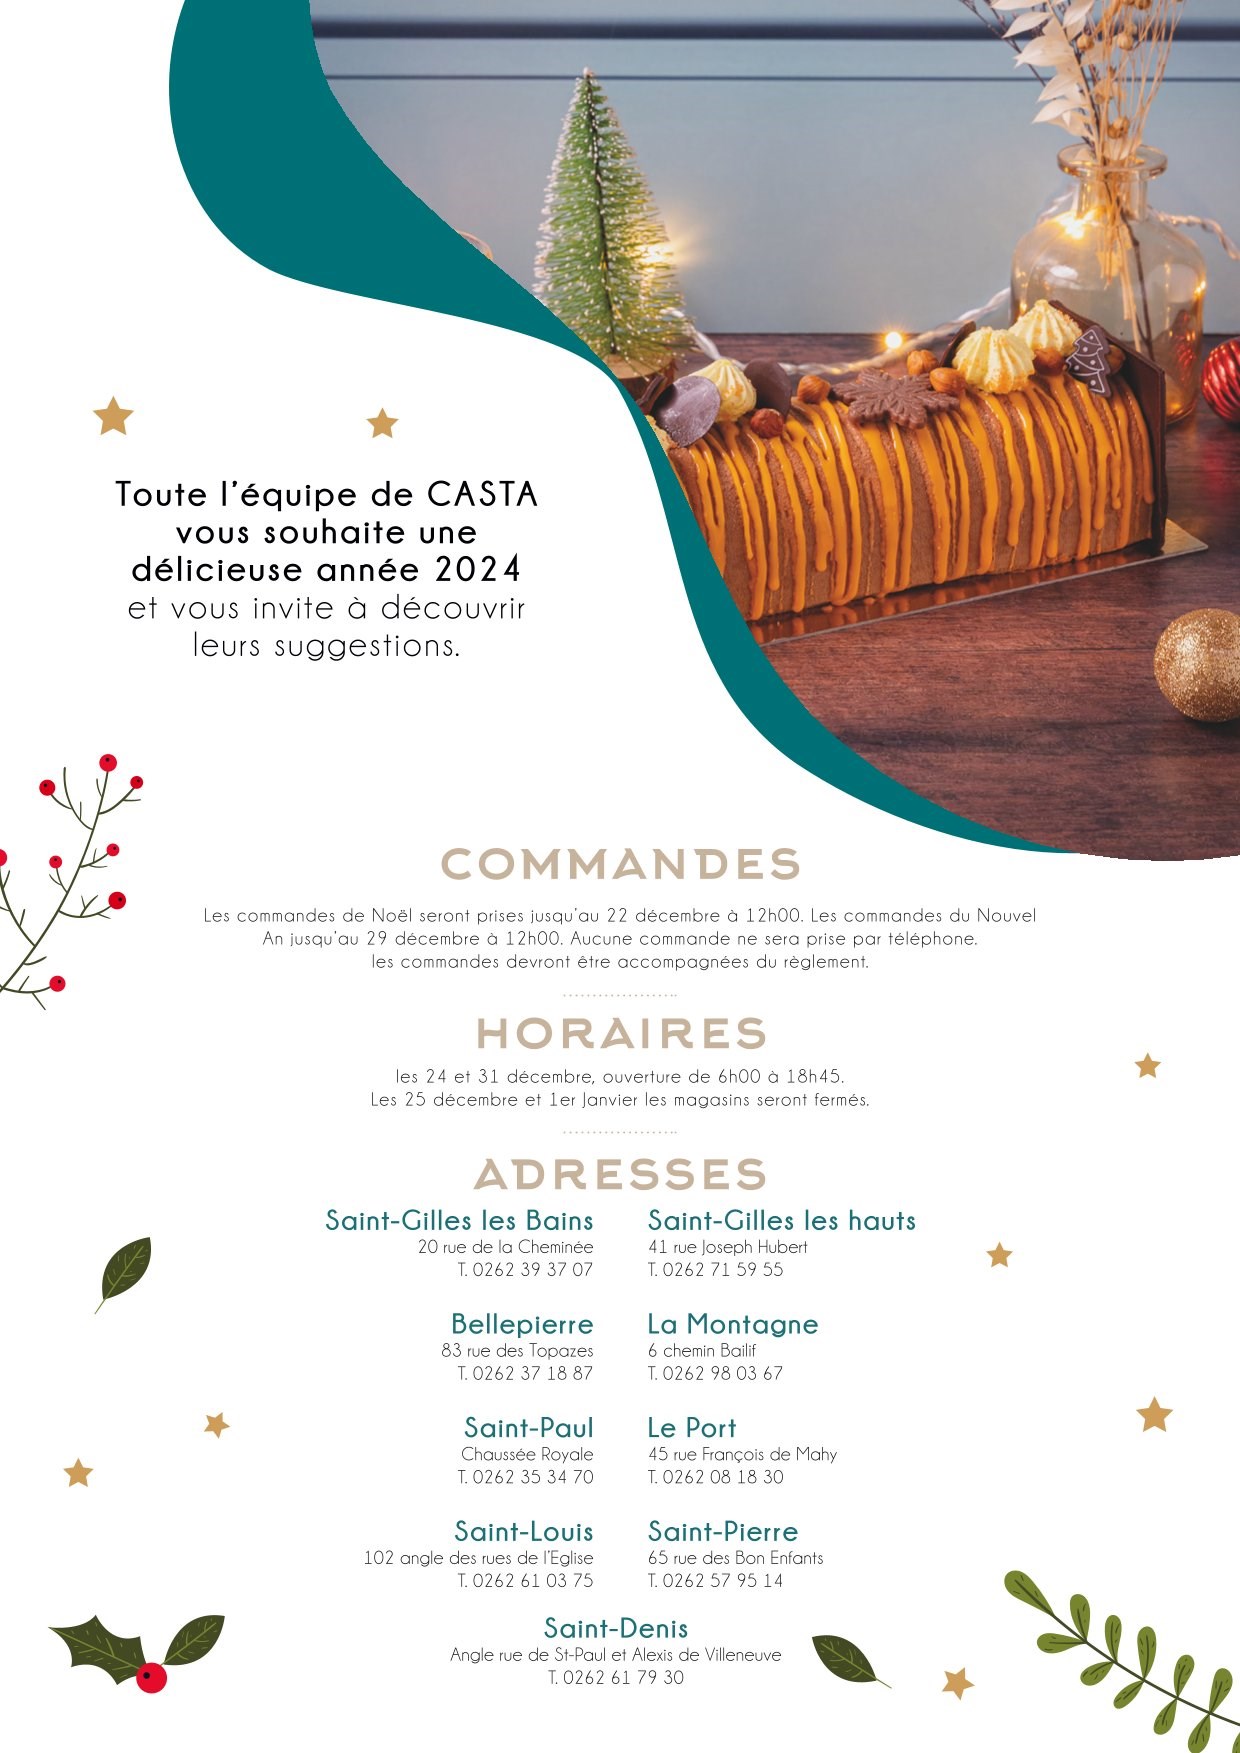 Toute l'équipe de CASTA
vous souhaite une
délicieuse année 2024
et vous invite à découvrir
leurs suggestions.
COMMANDES
Les commandes de Noël seront prises jusqu'au 22 décembre à 12h00. Les commandes du Nouvel
An jusqu'au 29 décembre à 12h00. Aucune commande ne sera prise par téléphone.
les commandes devront être accompagnées du règlement.
HORAIRES
les 24 et 31 décembre, ouverture de 6h00 à 18h45.
Les 25 décembre et 1er Janvier les magasins seront fermés.
ADRESSES
Saint-Gilles les Bains
20 rue de la Cheminée
T. 0262 39 37 07
Saint-Gilles les hauts
41 rue Joseph Hubert
T. 0262 71 59 55
Bellepierre
83 rue des Topazes
T. 0262 37 18 87
La Montagne
6 chemin Bailif
T. 0262 98 03 67
Saint-Paul
Chaussée Royale
T. 0262 35 34 70
Le Port
45 rue François de Mahy
T. 0262 08 18 30
Saint-Louis
102 angle des rues de l'Eglise
T. 0262 61 03 75
Saint-Pierre
65 rue des Bon Enfants
T. 0262 57 95 14
Saint-Denis
Angle rue de St-Paul et Alexis de Villeneuve
T. 0262 61 79 30